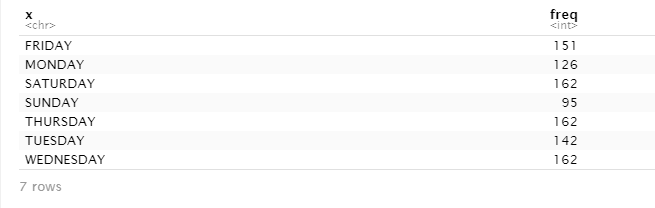 x freq
<chr> <int>
FRIDAY 151
MONDAY 126
SATURDAY 162
SUNDAY 95
THURSDAY 162
TUESDAY 142
WEDNESDAY 162
7 rows